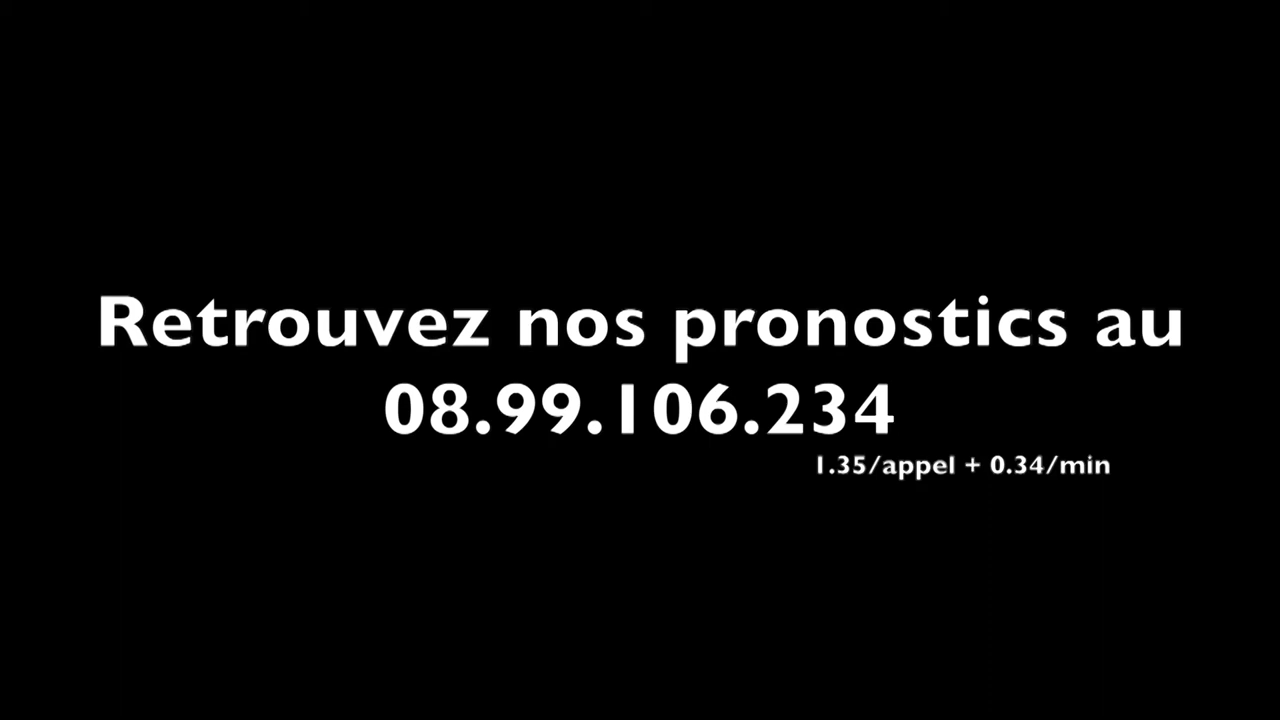 Retrouvez nos pronostics au
08.99.106.234
1.35/appel + 0.34/min